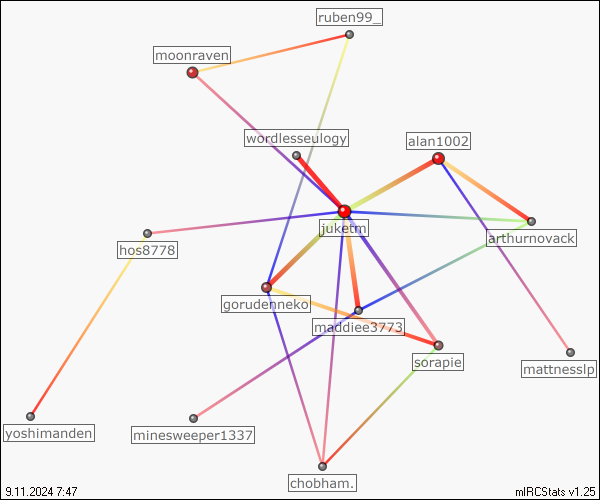 ruben99_
moonraven
wordlesseulogy
alan1002
juketm
arthurnovack
hos8778
gorudenneko
maddiee3773
sorapie
mattnesslp
yoshimanden
minesweeper1337
chobham.
9.11.2024 7:47
mIRCStats v1.25